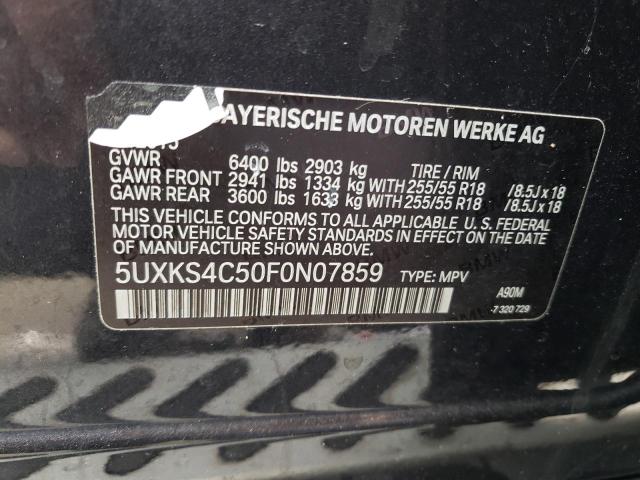 BAYERISCHE MOTOREN WERKE AG
GVWR 6400 lbs 2903 kg TIRE / RIM
GAWR FRONT 2941 lbs 1334 kg WITH 255/55 R18 /8.5J x 18
GAWR REAR 3600 lbs 1633 kg WITH 255/55 R18 /8.5J x 18
THIS VEHICLE CONFORMS TO ALL APPLICABLE U. S. FEDERAL
MOTOR VEHICLE SAFETY STANDARDS IN EFFECT ON THE DATE
OF MANUFACTURE SHOWN ABOVE.
5UXKS4C50F0N07859 TYPE: MPV
A90M
7 320 729